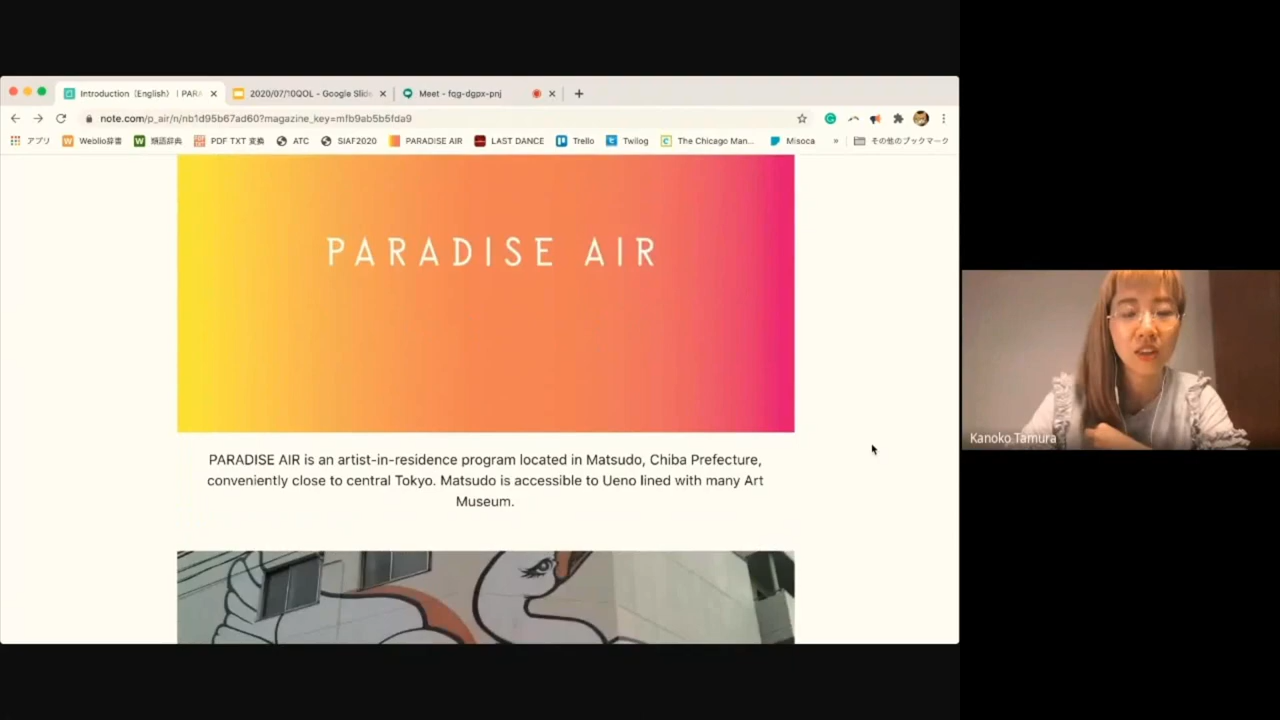 Introduction (English) | PARA
2020/07/10QOL - Google Slide
Meet - fqg-dgpx-pnj
note.com/p_air/n/nb1d95b67ad60?magazine_key=mfb9ab5b5fda9
アプリ
Weblio辞書
類語辞典
PDF TXT 変換
ATC
SIAF2020
PARADISE AIR
LAST DANCE
Trello
Twilog
The Chicago Man...
Misoca
»
その他のブックマーク
PARADISE AIR
PARADISE AIR is an artist-in-residence program located in Matsudo, Chiba Prefecture,
conveniently close to central Tokyo. Matsudo is accessible to Ueno lined with many Art
Museum.
Kanoko Tamura